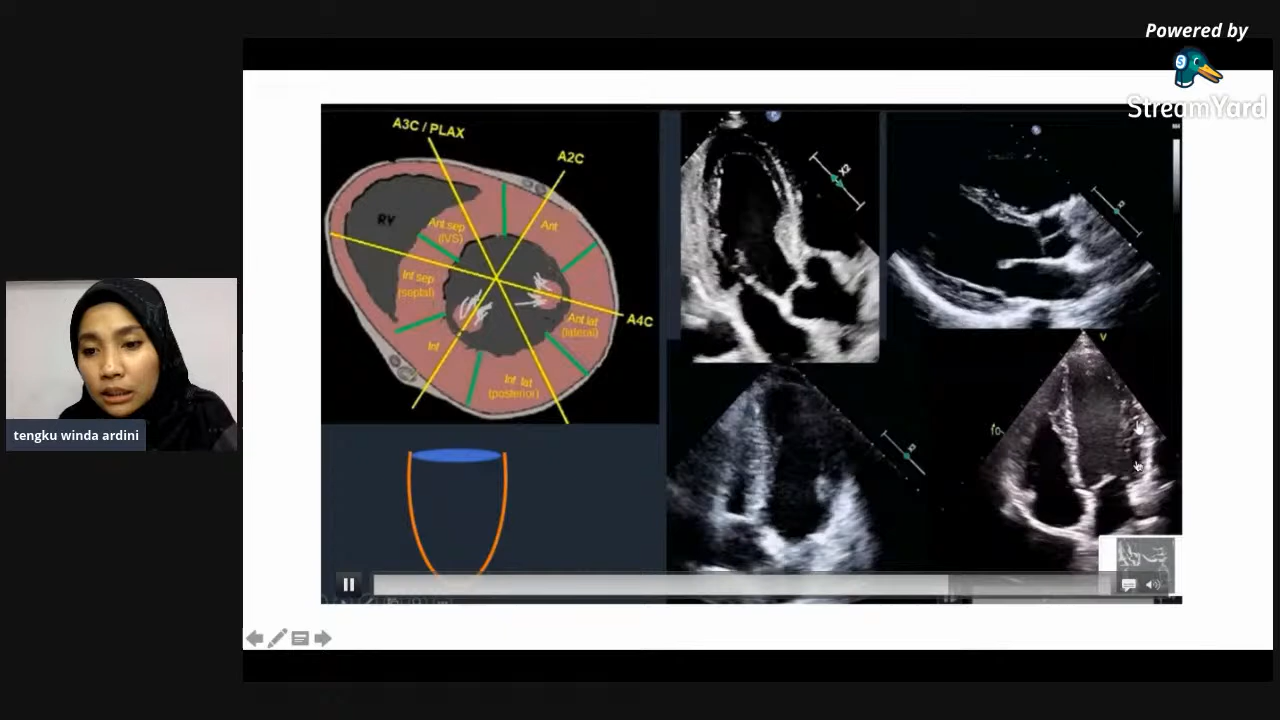 Powered by
StreamYard
A3C / PLAX
A2C
RV
Ant sep
(IVS)
Ant
Inf sep
(septal)
Ant lat
(lateral)
A4C
Inf
Inf lat
(posterior)
X2
V
tengku winda ardini